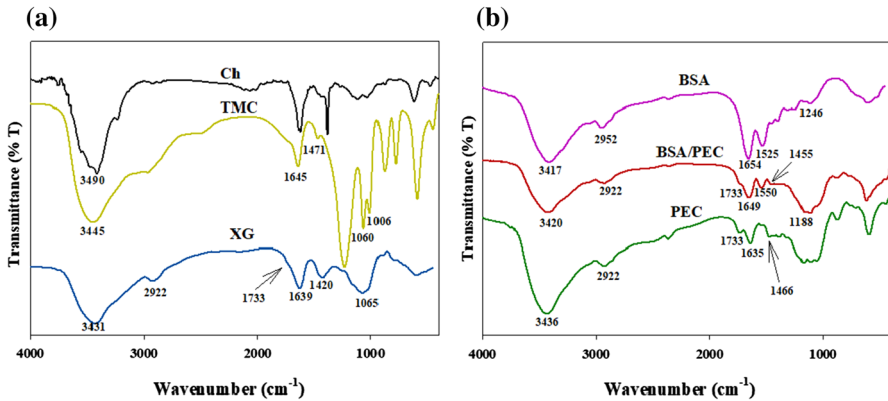 (a)
Transmittance (% T)
Ch
TMC
3490
3445
1471
1645
1006
1060
XG
2922
3431
1733
1639
1420
1065
4000 3000 2000 1000
Wavenumber (cm⁻¹)
(b)
Transmittance (% T)
BSA
2952
3417
1246
1654
1525
1455
BSA/PEC
2922
3420
1733
1649
1550
1188
PEC
2922
3436
1733
1635
1466
4000 3000 2000 1000
Wavenumber (cm⁻¹)